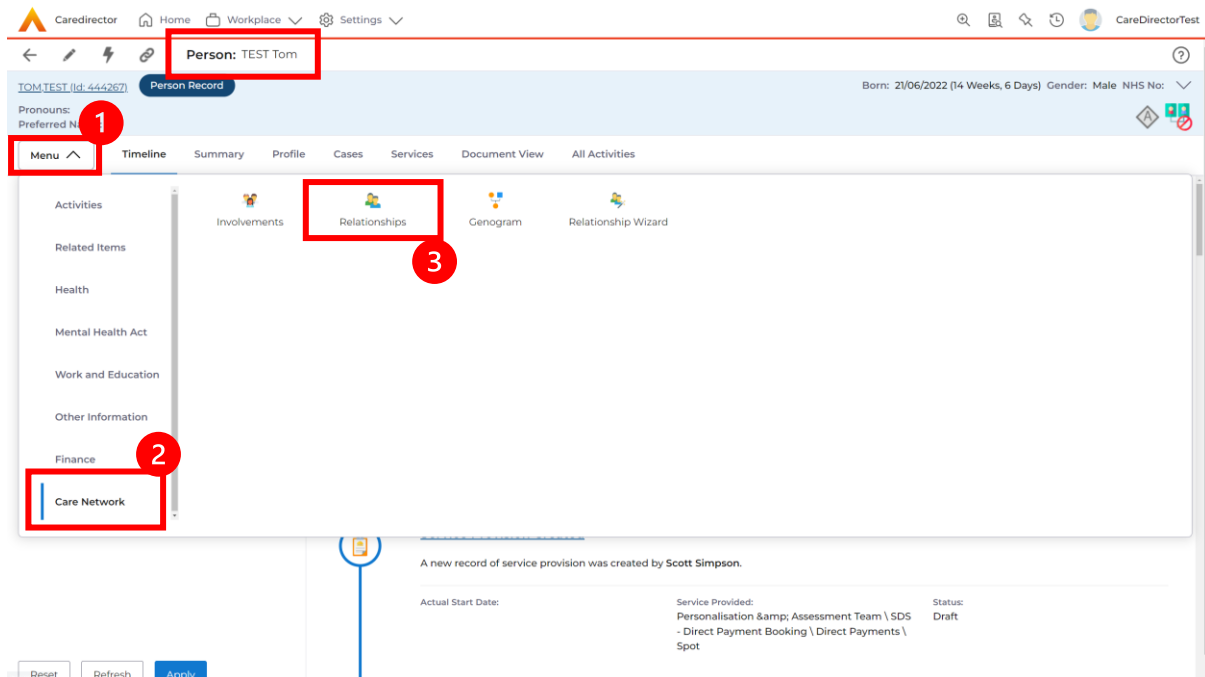 Caredirector Home Workplace Settings CareDirectorTest
Person: TEST Tom
TOM,TEST (Id: 444267) Person Record Born: 21/06/2022 (14 Weeks, 6 Days) Gender: Male NHS No:
Pronouns:
Preferred
1
Menu Timeline Summary Profile Cases Services Document View All Activities
Activities
Involvements Relationships Genogram Relationship Wizard
Related Items
3
Health
Mental Health Act
Work and Education
Other Information
Finance
2
Care Network
A new record of service provision was created by Scott Simpson.
Actual Start Date: Service Provided: Status:
Personalisation &amp; Assessment Team \ SDS Draft
- Direct Payment Booking \ Direct Payments \
Spot
Reset Refresh Apply